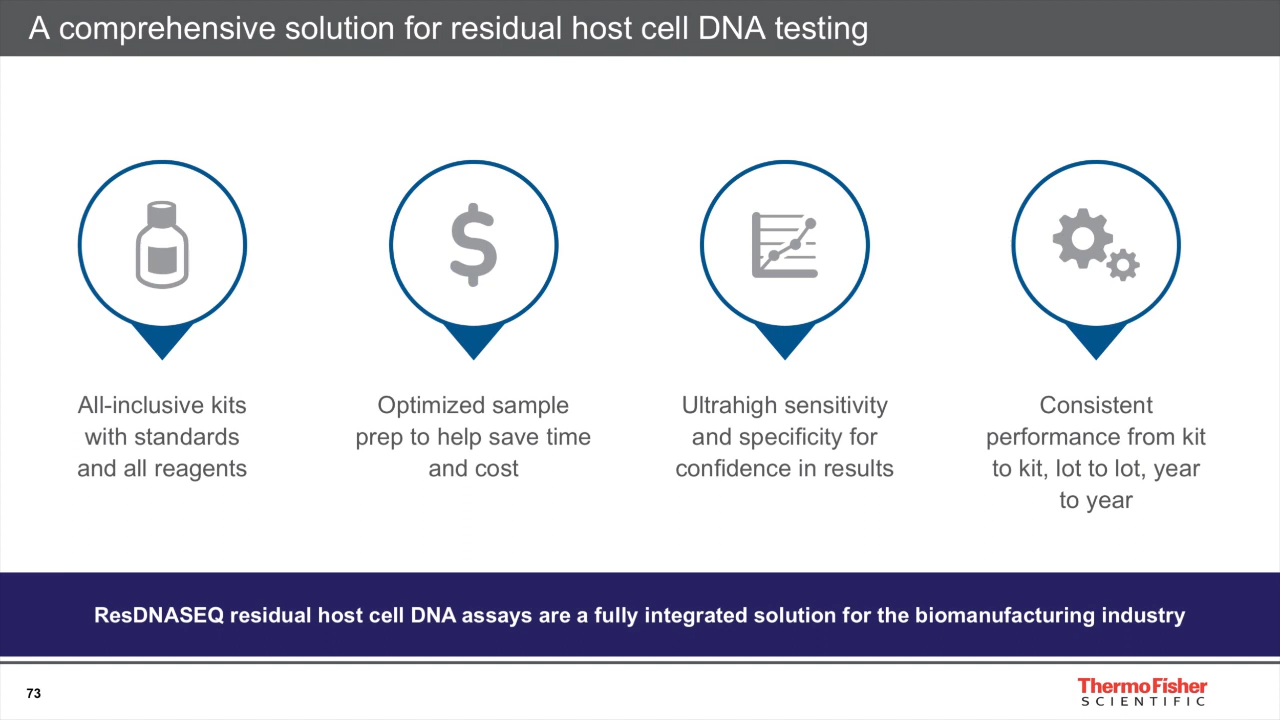 A comprehensive solution for residual host cell DNA testing
All-inclusive kits
with standards
and all reagents
Optimized sample
prep to help save time
and cost
Ultrahigh sensitivity
and specificity for
confidence in results
Consistent
performance from kit
to kit, lot to lot, year
to year
ResDNASEQ residual host cell DNA assays are a fully integrated solution for the biomanufacturing industry
73
ThermoFisher
SCIENTIFIC